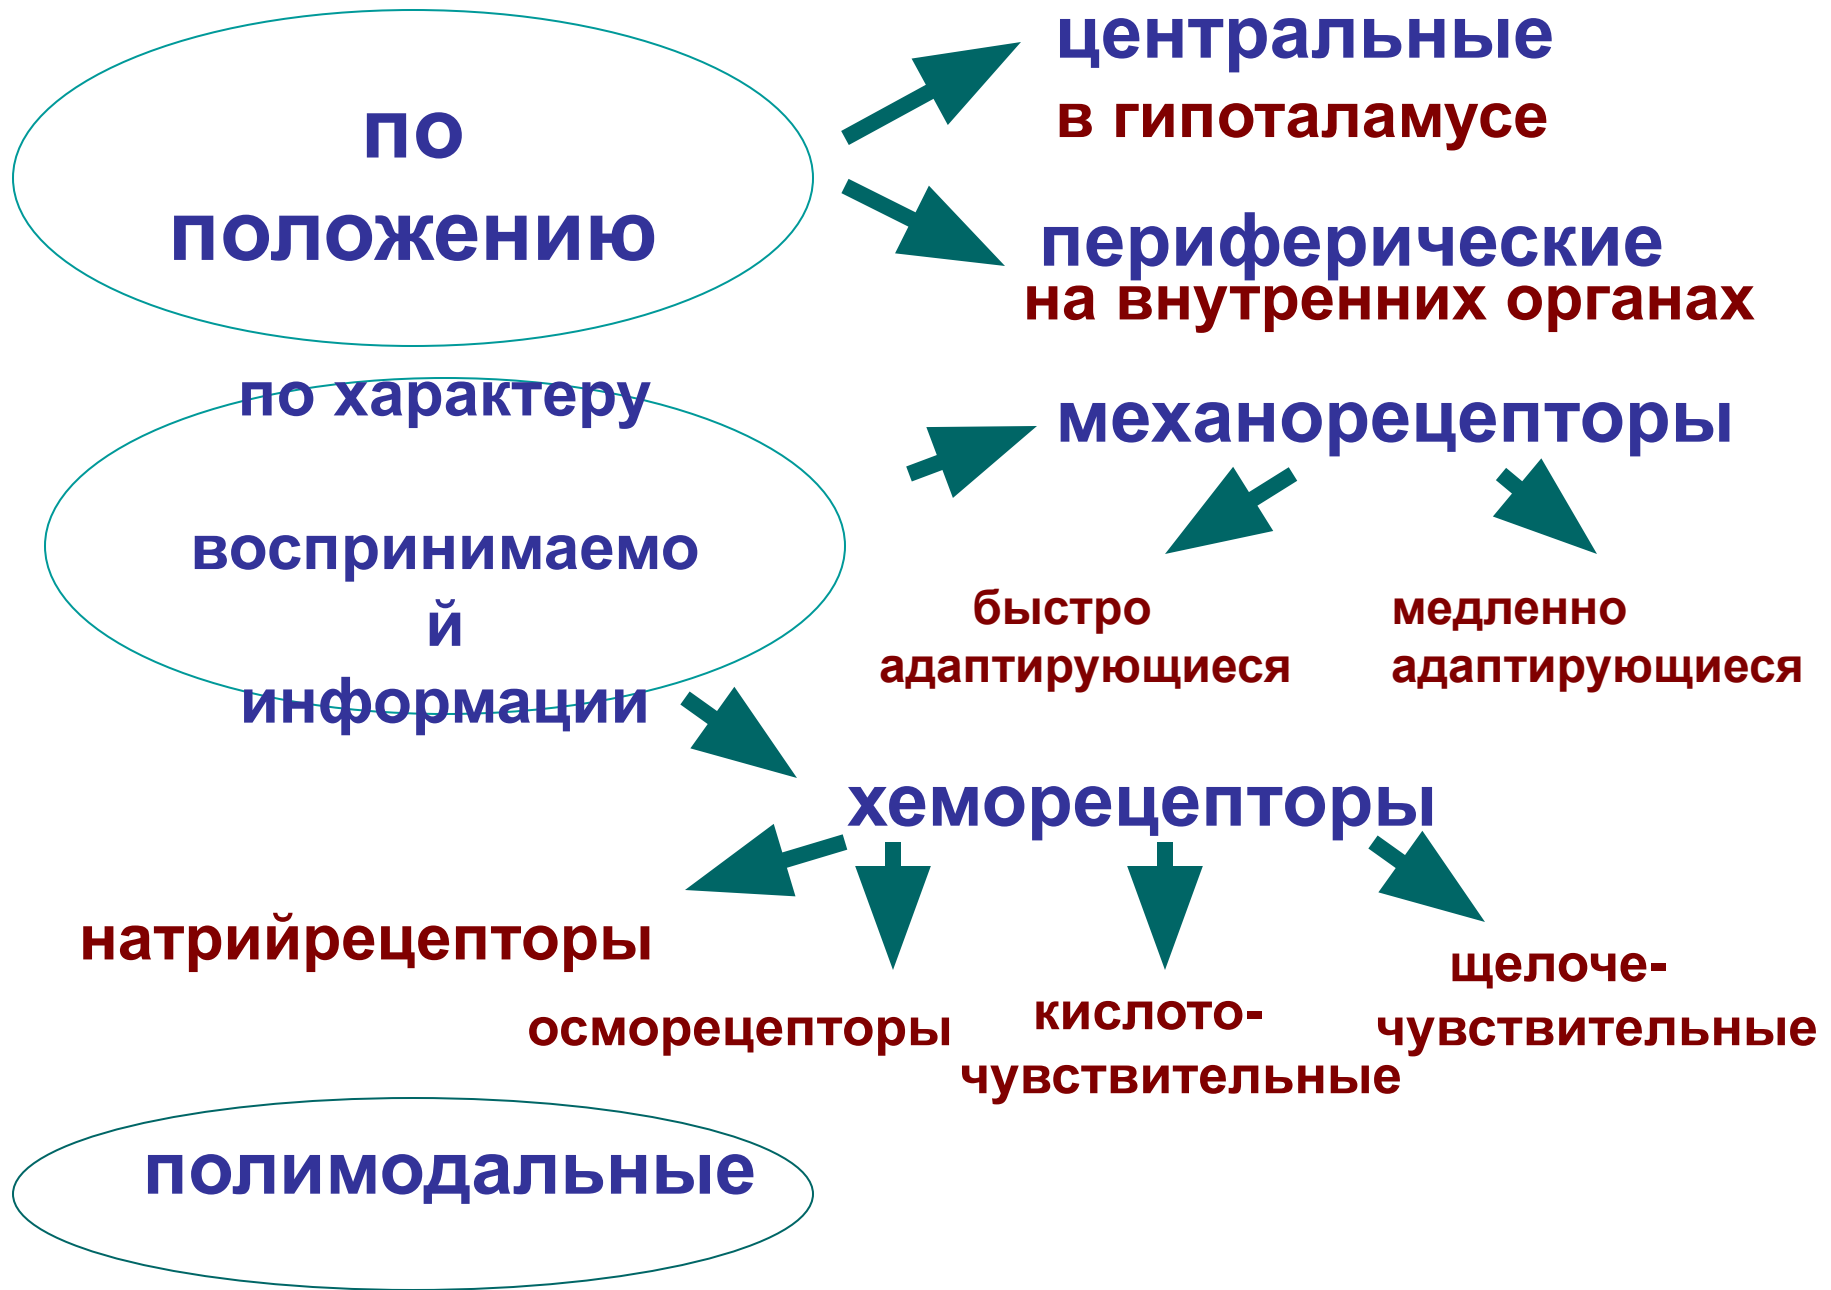 по
положению
центральные
в гипоталамусе
периферические
на внутренних органах
по характеру
воспринимаемо
й
информации
механорецепторы
быстро
адаптирующиеся
медленно
адаптирующиеся
хеморецепторы
натрийрецепторы
осморецепторы
кислото-
чувствительные
щелоче-
чувствительные
полимодальные